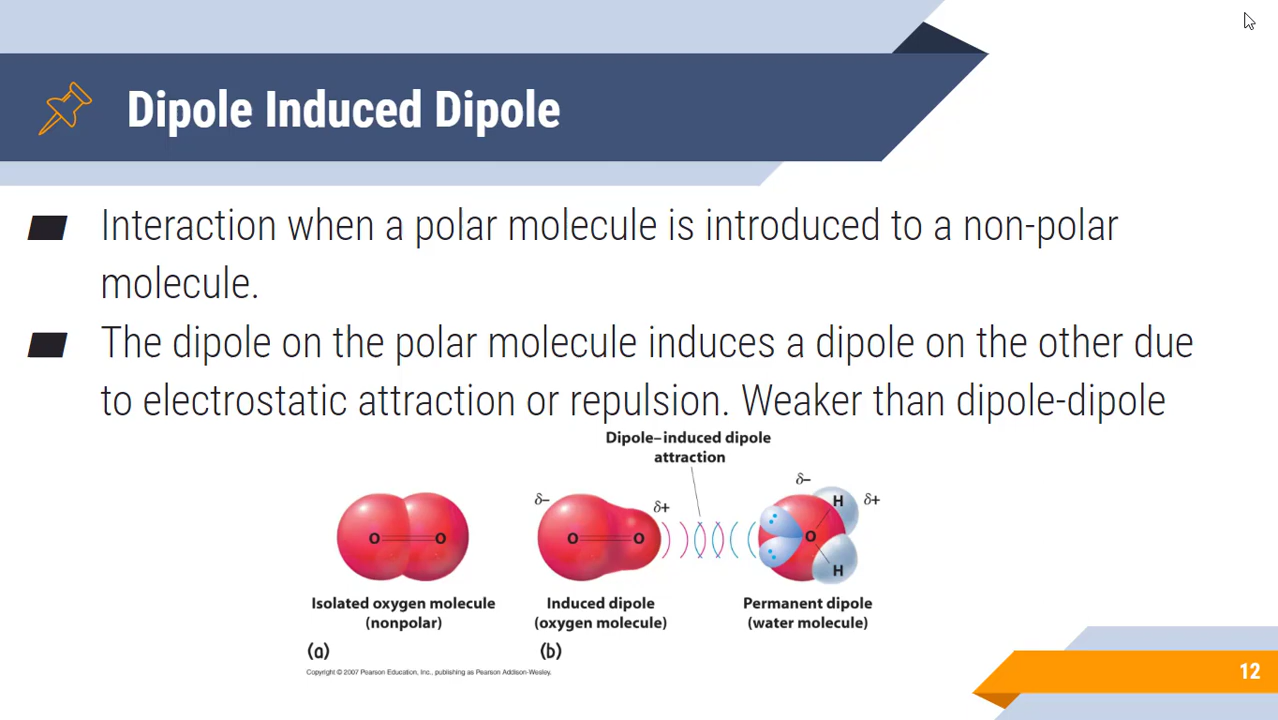 Dipole Induced Dipole
Interaction when a polar molecule is introduced to a non-polar
molecule.
The dipole on the polar molecule induces a dipole on the other due
to electrostatic attraction or repulsion. Weaker than dipole-dipole
Dipole–induced dipole
attraction
δ–
δ+
δ–
δ+
O O
O O
H
O
H
Isolated oxygen molecule
(nonpolar)
Induced dipole
(oxygen molecule)
Permanent dipole
(water molecule)
(a)
(b)
Copyright © 2007 Pearson Education, Inc., publishing as Pearson Addison-Wesley.
12